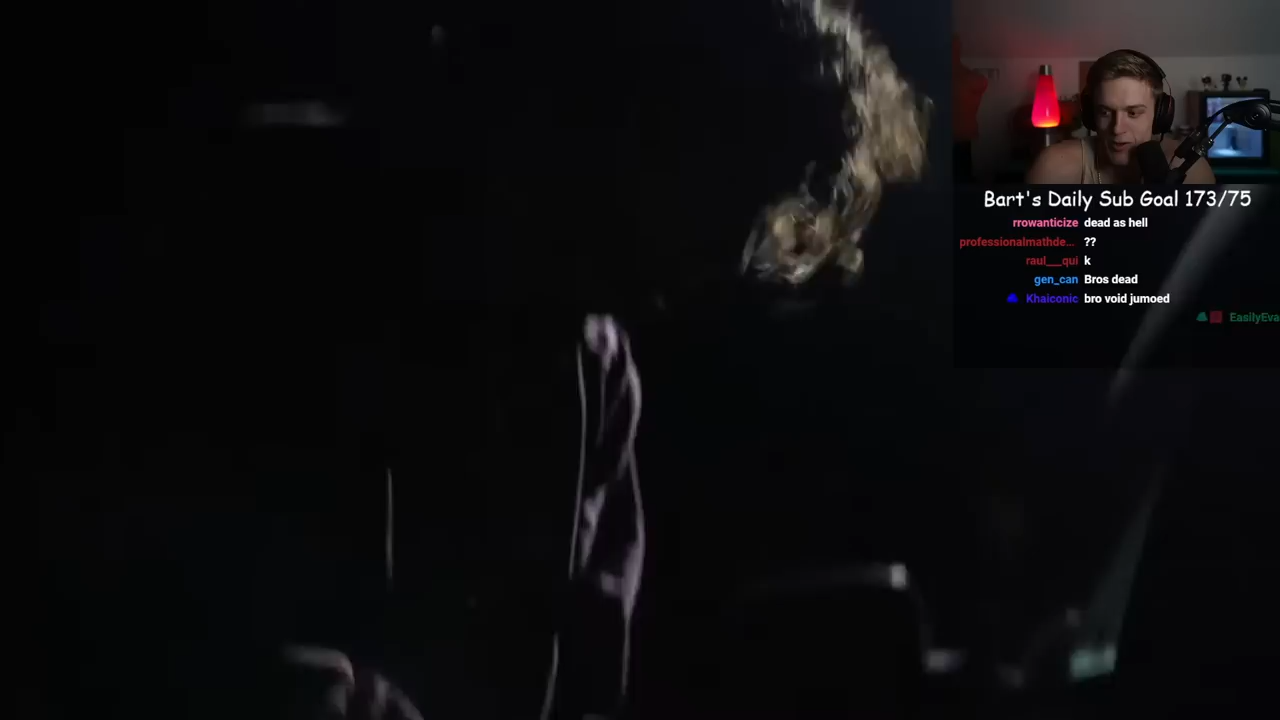 Bart's Daily Sub Goal 173/75
rrowanticize dead as hell
professionalmathde... ??
raul__qui k
gen_can Bros dead
Khaiconic bro void jumoed
EasilyEva